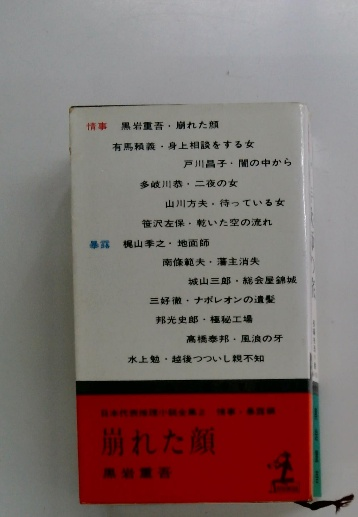 情事 黒岩重吾・崩れた顔
有馬頼義・身上相談をする女
戸川昌子・闇の中から
多岐川恭・二夜の女
山川方夫・待っている女
笹沢左保・乾いた空の流れ
暴露 梶山季之・地面師
南條範夫・藩主消失
城山三郎・総会屋錦城
三好徹・ナポレオンの遺髪
邦光史郎・極秘工場
高橋泰邦・風浪の牙
水上勉・越後つついし親不知
崩れた顔
黒岩重吾